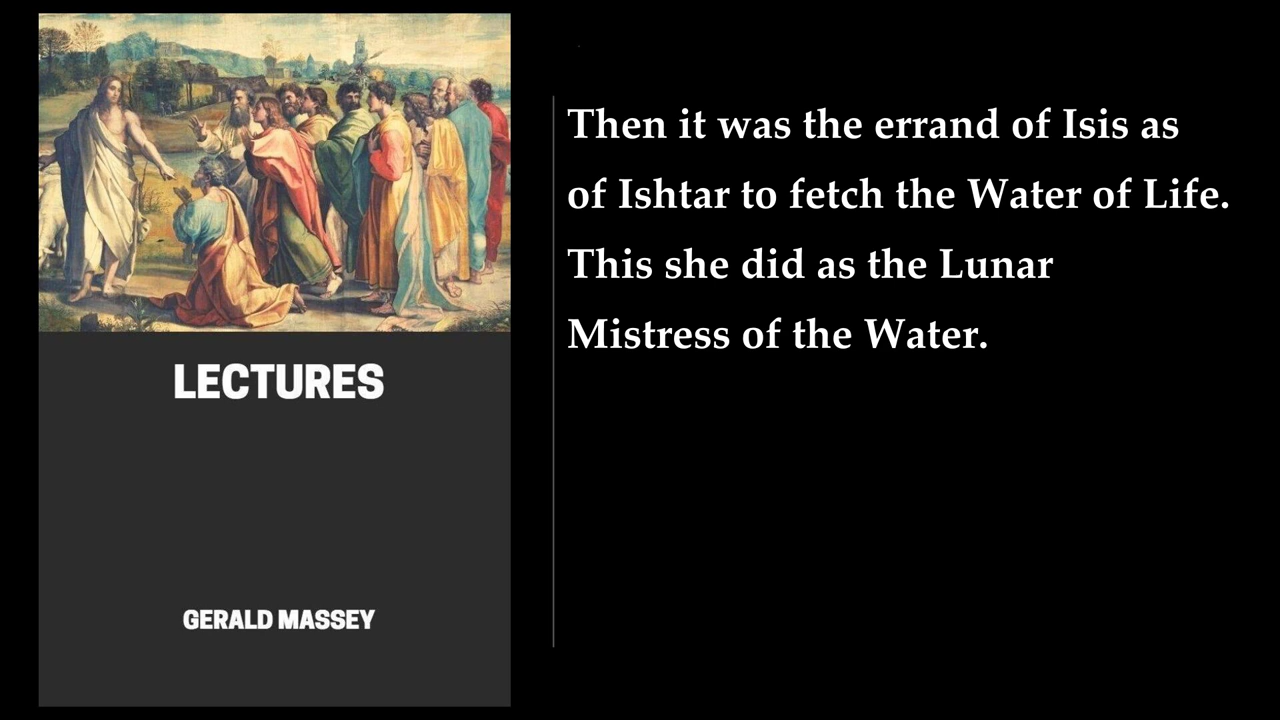 LECTURES
GERALD MASSEY
Then it was the errand of Isis as
of Ishtar to fetch the Water of Life.
This she did as the Lunar
Mistress of the Water.